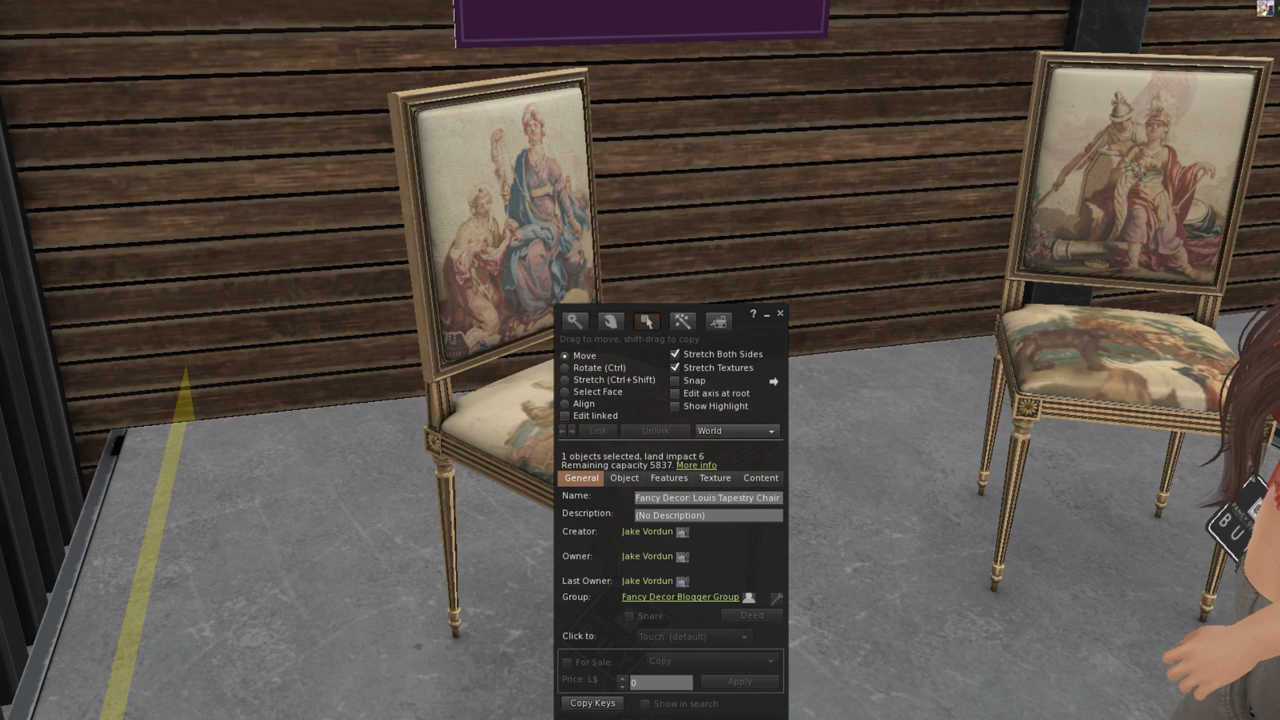 ?
Drag to move, shift-drag to copy
Move
Rotate (Ctrl)
Stretch (Ctrl+Shift)
Select Face
Align
Edit linked
Stretch Both Sides
Stretch Textures
Snap
Edit axis at root
Show Highlight
Link Unlink World
1 objects selected, land impact 6
Remaining capacity 5837. More info
General Object Features Texture Content
Name: Fancy Decor: Louis Tapestry Chair
Description: (No Description)
Creator: Jake Vordun
Owner: Jake Vordun
Last Owner: Jake Vordun
Group: Fancy Decor Blogger Group
Share Deed
Click to: Touch (default)
For Sale: Copy
Price: L$ 0 Apply
Copy Keys Show in search